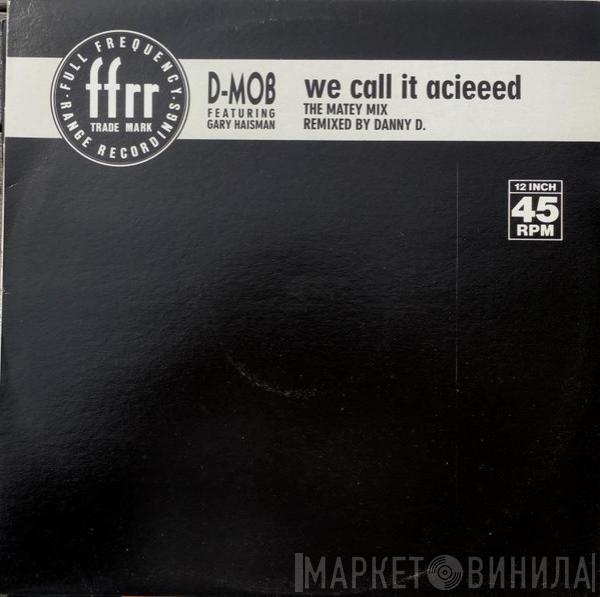 FULL FREQUENCY
ffrr
TRADE MARK
RANGE RECORDINGS
D-MOB
FEATURING
GARY HAISMAN
we call it acieeed
THE MATEY MIX
REMIXED BY DANNY D.
12 INCH
45
RPM
МАРКЕТ ВИНИЛА